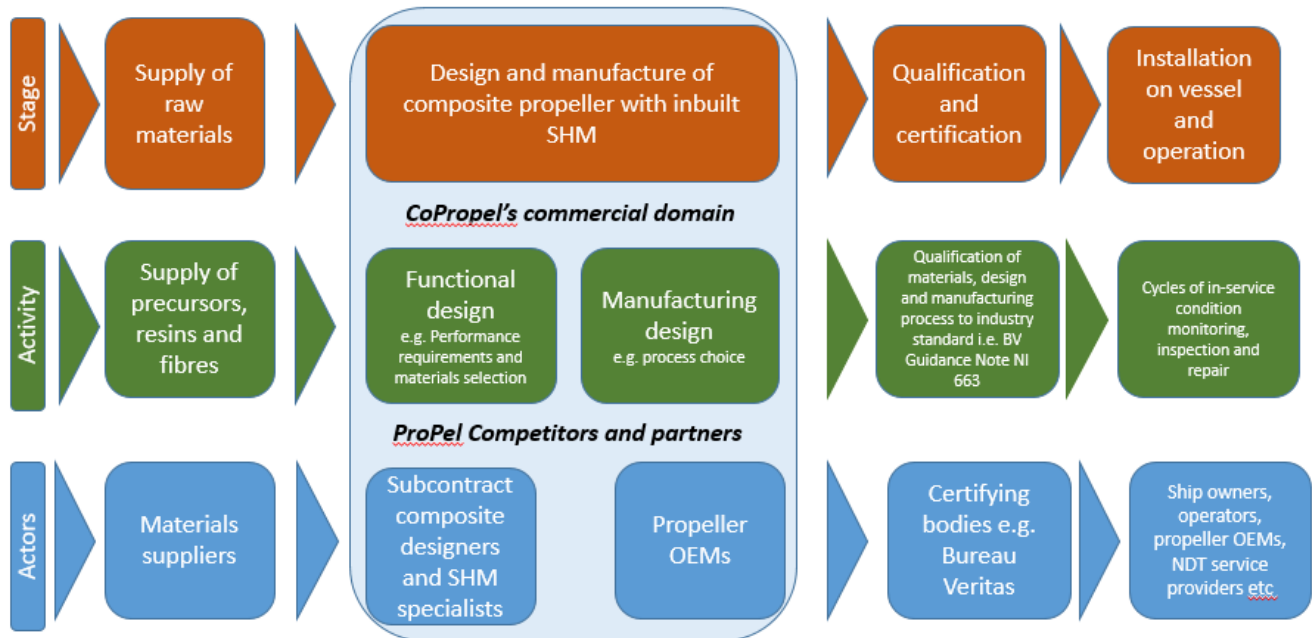 Stage
Supply of
raw
materials
Design and manufacture of
composite propeller with inbuilt
SHM
Qualification
and
certification
Installation
on vessel
and
operation
CoPropel's commercial domain
Activity
Supply of
precursors,
resins and
fibres
Functional
design
e.g. Performance
requirements and
materials selection
Manufacturing
design
e.g. process choice
Qualification of
materials, design
and manufacturing
process to industry
standard i.e. BV
Guidance Note NI
663
Cycles of in-service
condition
monitoring,
inspection and
repair
ProPel Competitors and partners
Actors
Materials
suppliers
Subcontract
composite
designers
and SHM
specialists
Propeller
OEMs
Certifying
bodies e.g.
Bureau
Veritas
Ship owners,
operators,
propeller OEMs,
NDT service
providers etc